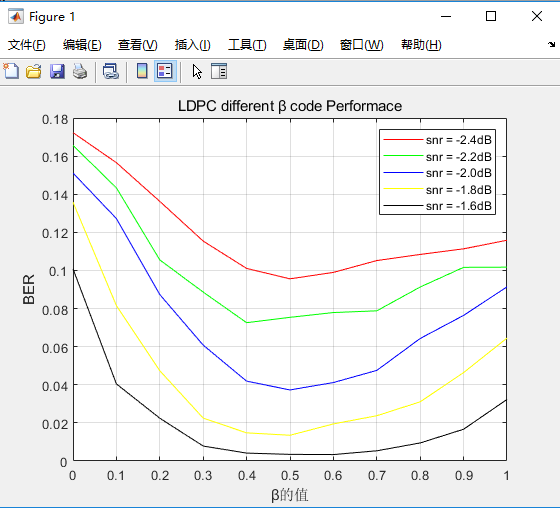 Figure 1
文件(F) 编辑(E) 查看(V) 插入(I) 工具(T) 桌面(D) 窗口(W) 帮助(H)
LDPC different β code Performace
snr = -2.4dB
snr = -2.2dB
snr = -2.0dB
snr = -1.8dB
snr = -1.6dB
0.18
0.16
0.14
0.12
0.1
0.08
0.06
0.04
0.02
0
BER
0 0.1 0.2 0.3 0.4 0.5 0.6 0.7 0.8 0.9 1
β的值